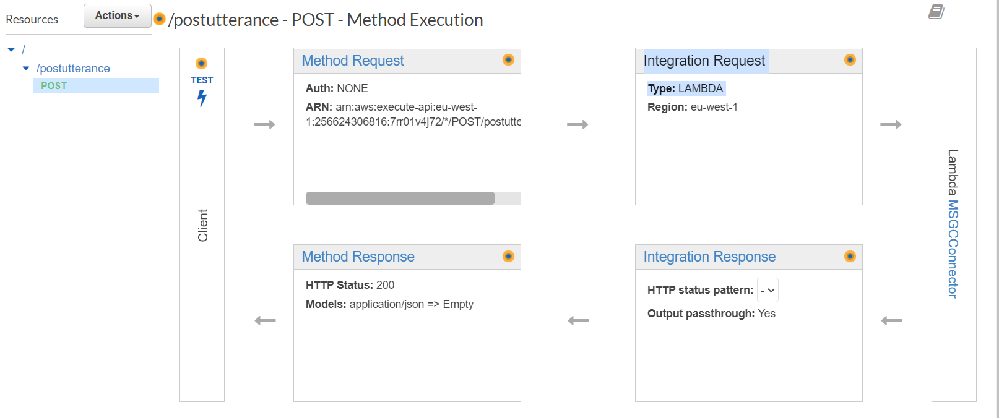 Resources
Actions
/postutterance - POST - Method Execution
/
/postutterance
POST
TEST
Client
Method Request
Auth: NONE
ARN: arn:aws:execute-api:eu-west-
1:256624306816:7rr01v4j72/*/POST/postutte
Integration Request
Type: LAMBDA
Region: eu-west-1
Lambda MSGCConnector
Method Response
HTTP Status: 200
Models: application/json => Empty
Integration Response
HTTP status pattern: -
Output passthrough: Yes